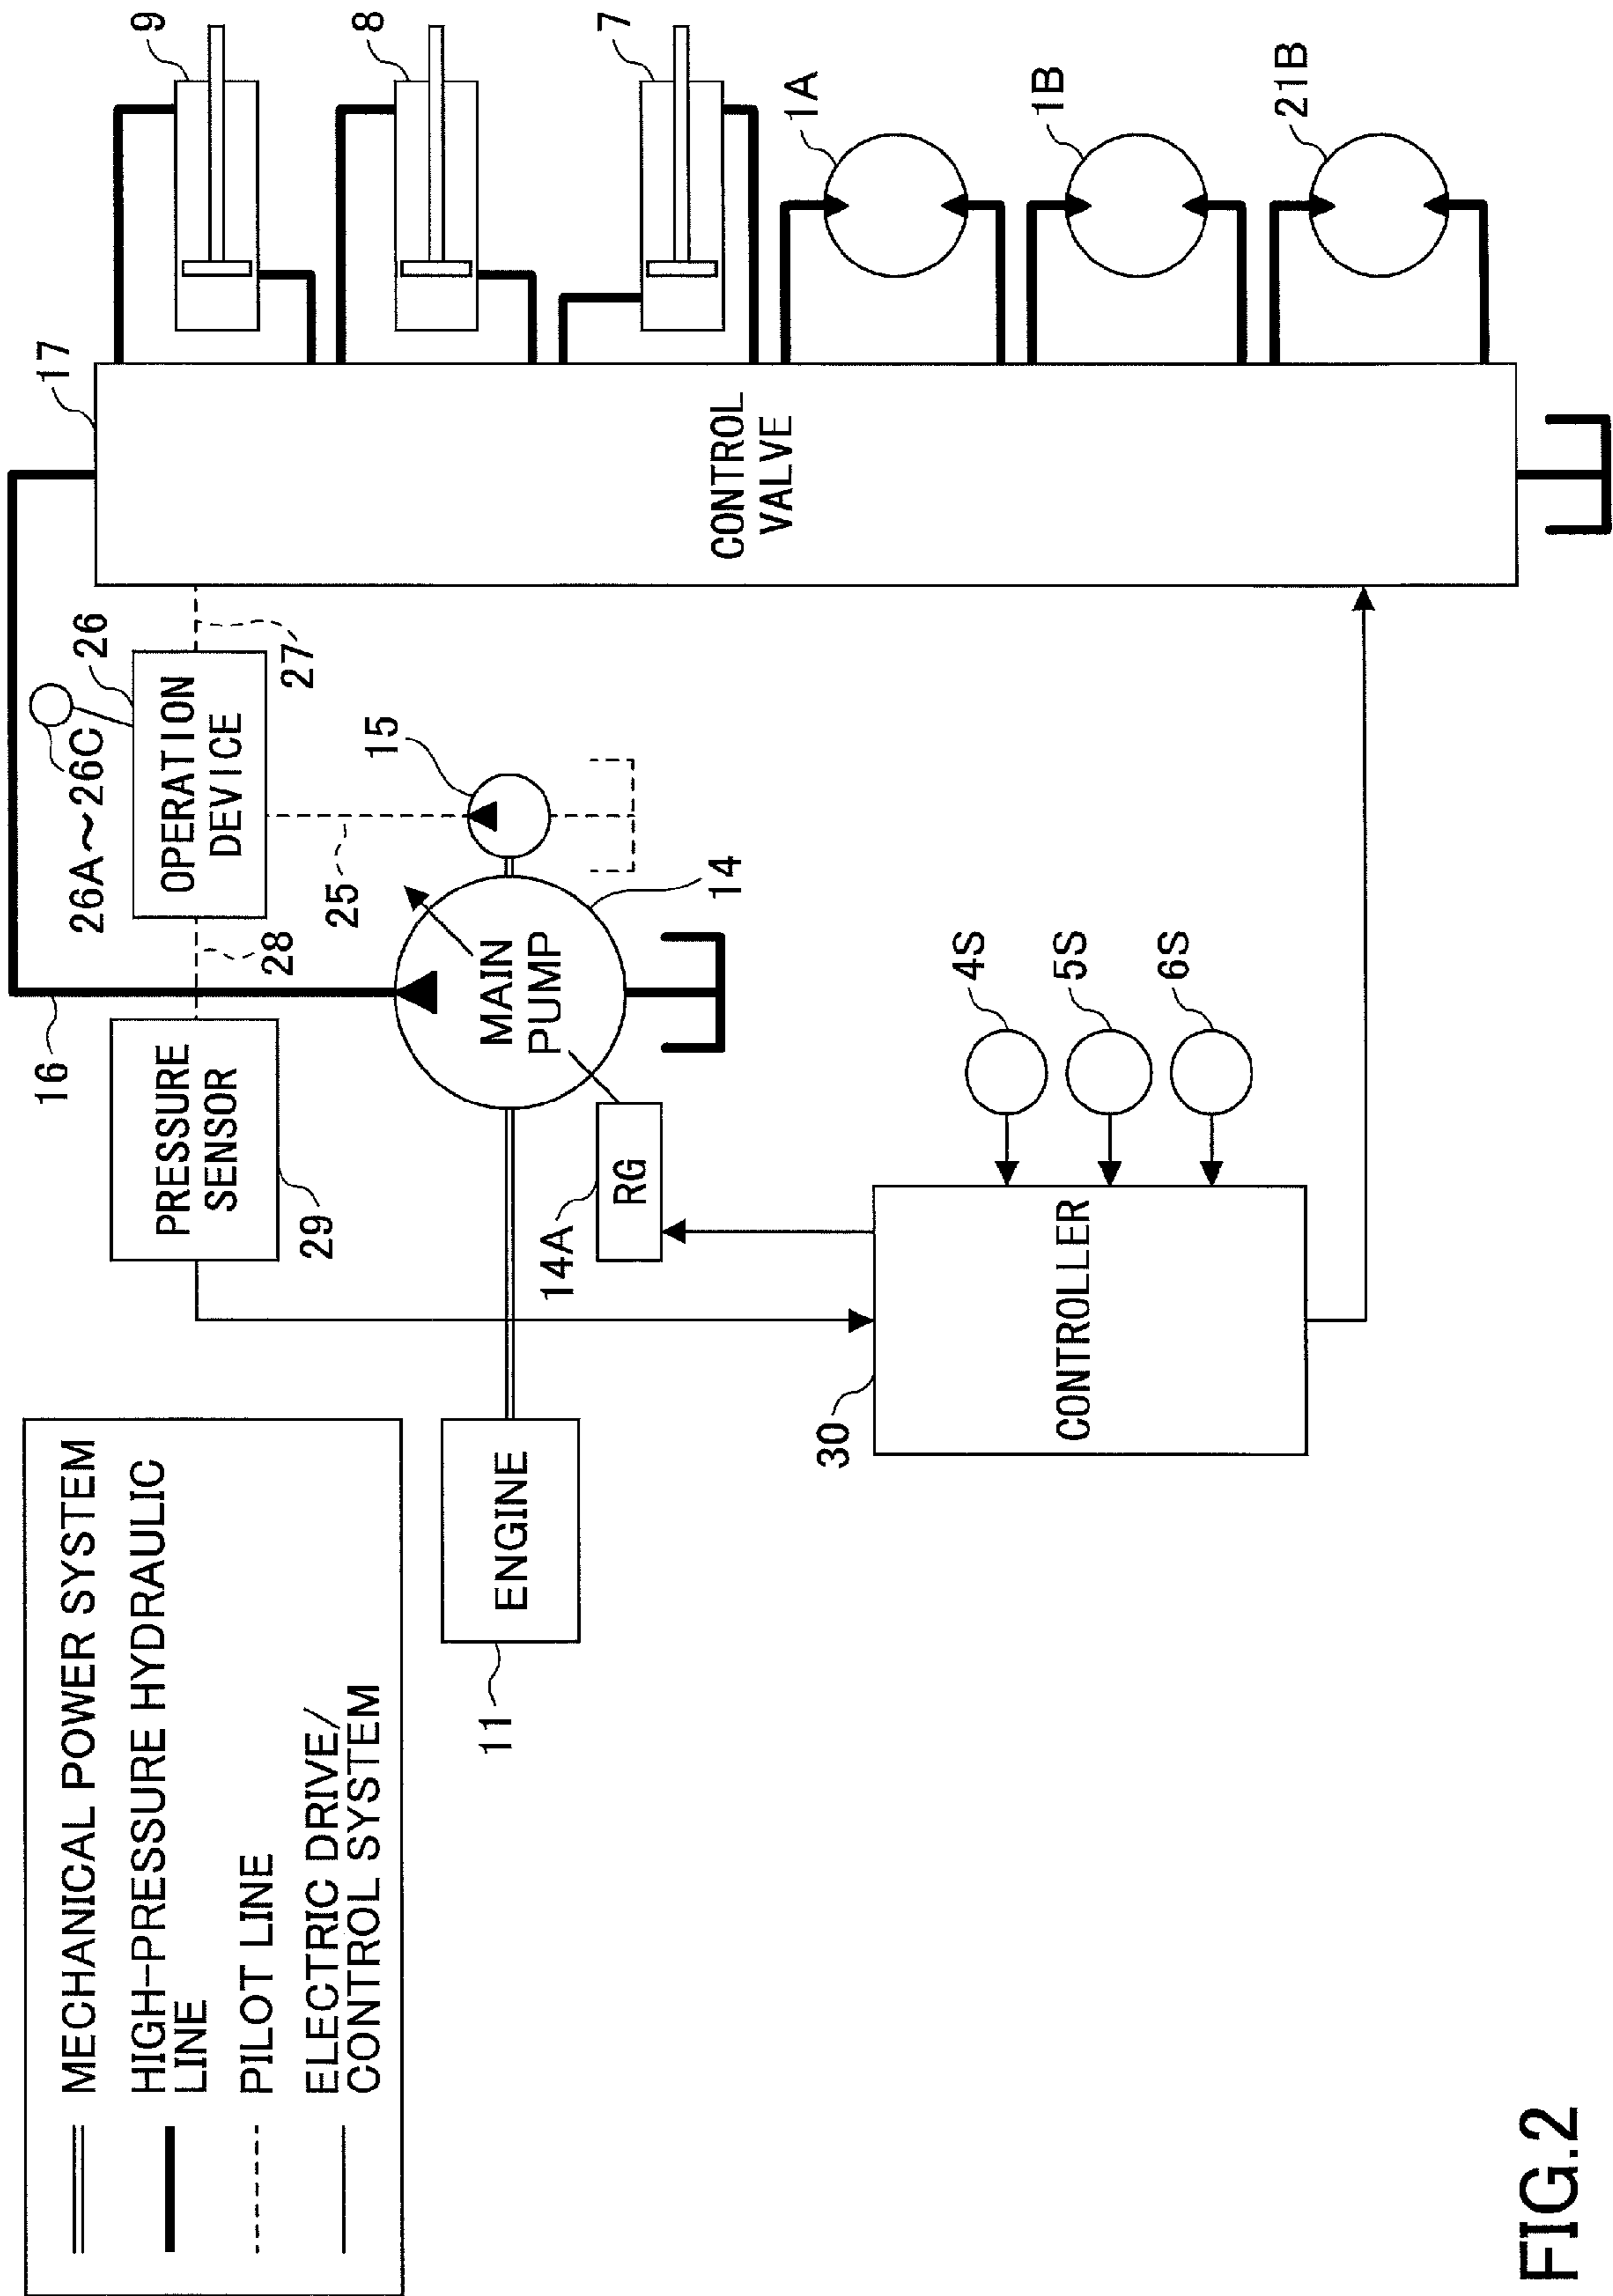 MECHANICAL POWER SYSTEM
HIGH-PRESSURE HYDRAULIC
LINE
PILOT LINE
ELECTRIC DRIVE/
CONTROL SYSTEM
16
PRESSURE
SENSOR
29
28
26A~26C
26
OPERATION
DEVICE
27
25
15
17
CONTROL
VALVE
9
8
7
1A
1B
21B
ENGINE
11
MAIN
PUMP
14
14A
RG
30
CONTROLLER
4S
5S
6S
FIG.2